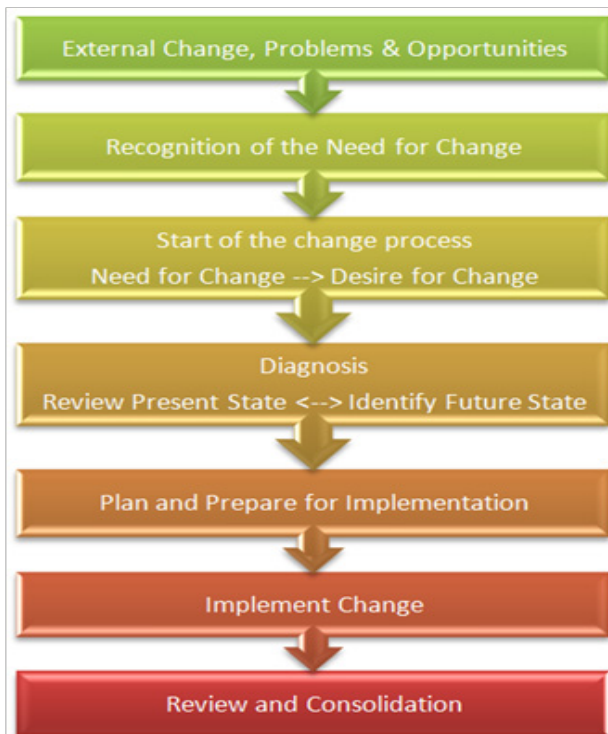 External Change, Problems & Opportunities
Recognition of the Need for Change
Start of the change process
Need for Change --> Desire for Change
Diagnosis
Review Present State <--> Identify Future State
Plan and Prepare for Implementation
Implement Change
Review and Consolidation